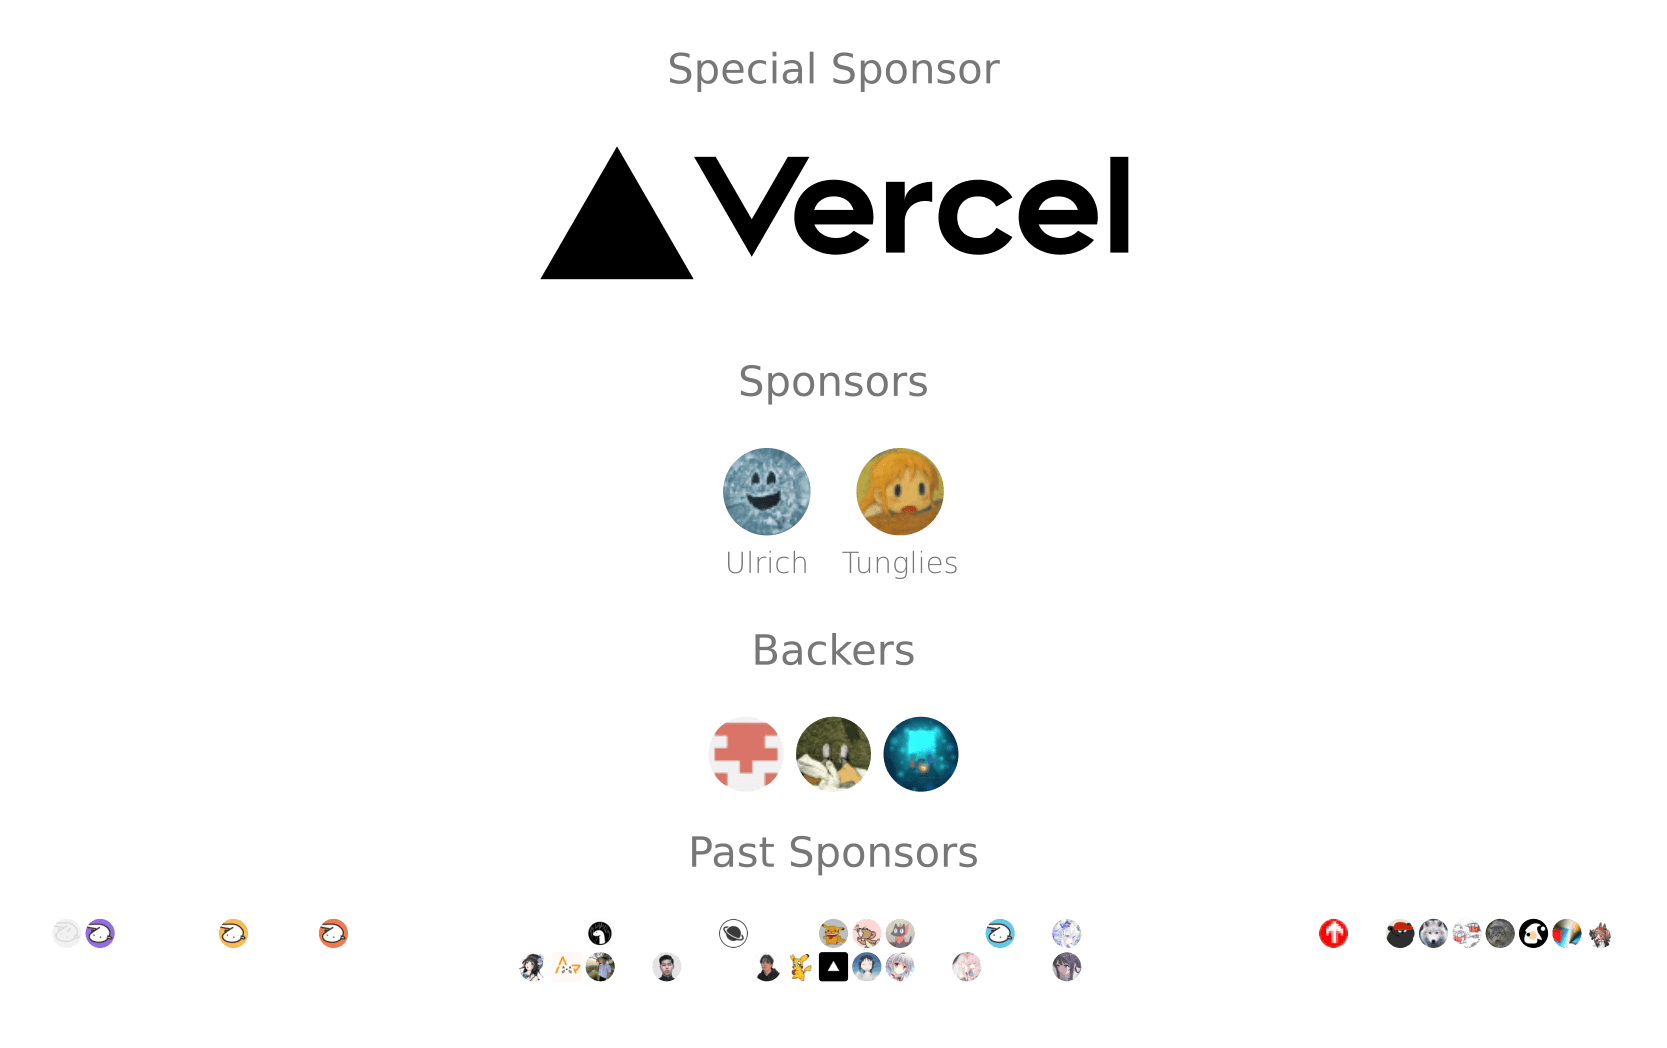 Special Sponsor
Vercel
Sponsors
Ulrich
Tunglies
Backers
Past Sponsors